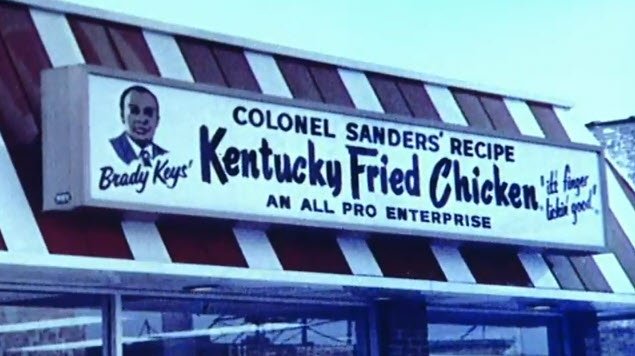 Brady Keys'
COLONEL SANDERS' RECIPE
Kentucky Fried Chicken.
AN ALL PRO ENTERPRISE
"it's finger
lickin' good"